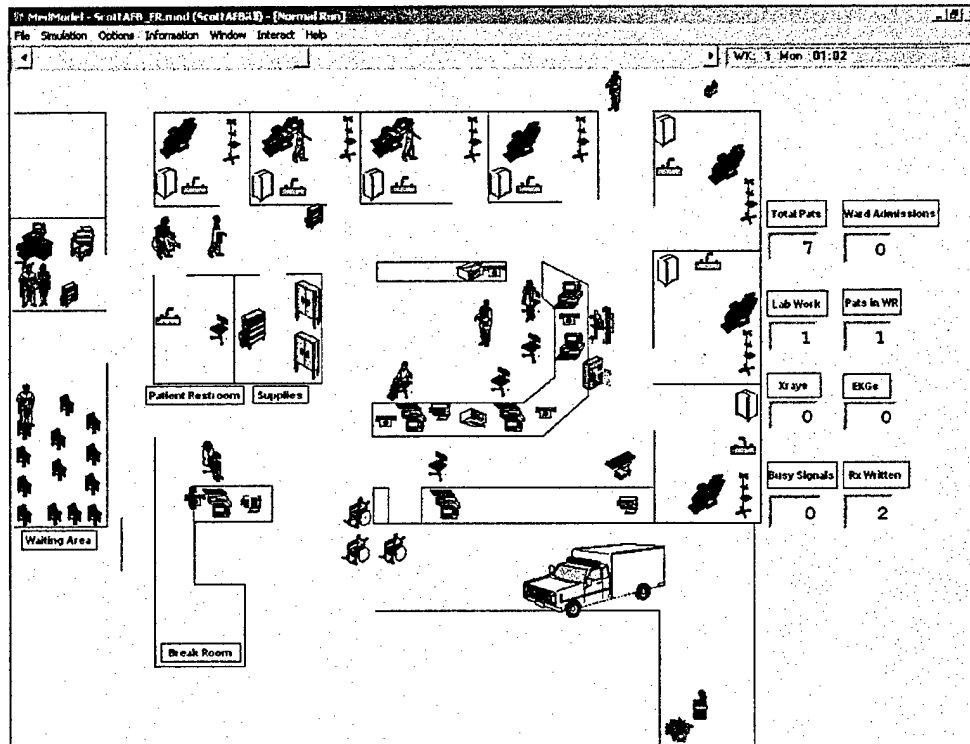 MedModel - ScottAFB_ER.mod (ScottAFB&II) - [Normal Run]
File Simulation Options Information Window Interact Help
WK: 1 Mon 01:02
Total Pats Ward Admissions
7 0
Lab Work Pats in WR
1 1
Patient Restroom Supplies
Xrays EKGs
0 0
Busy Signals Rx Written
0 2
Waiting Area
Break Room